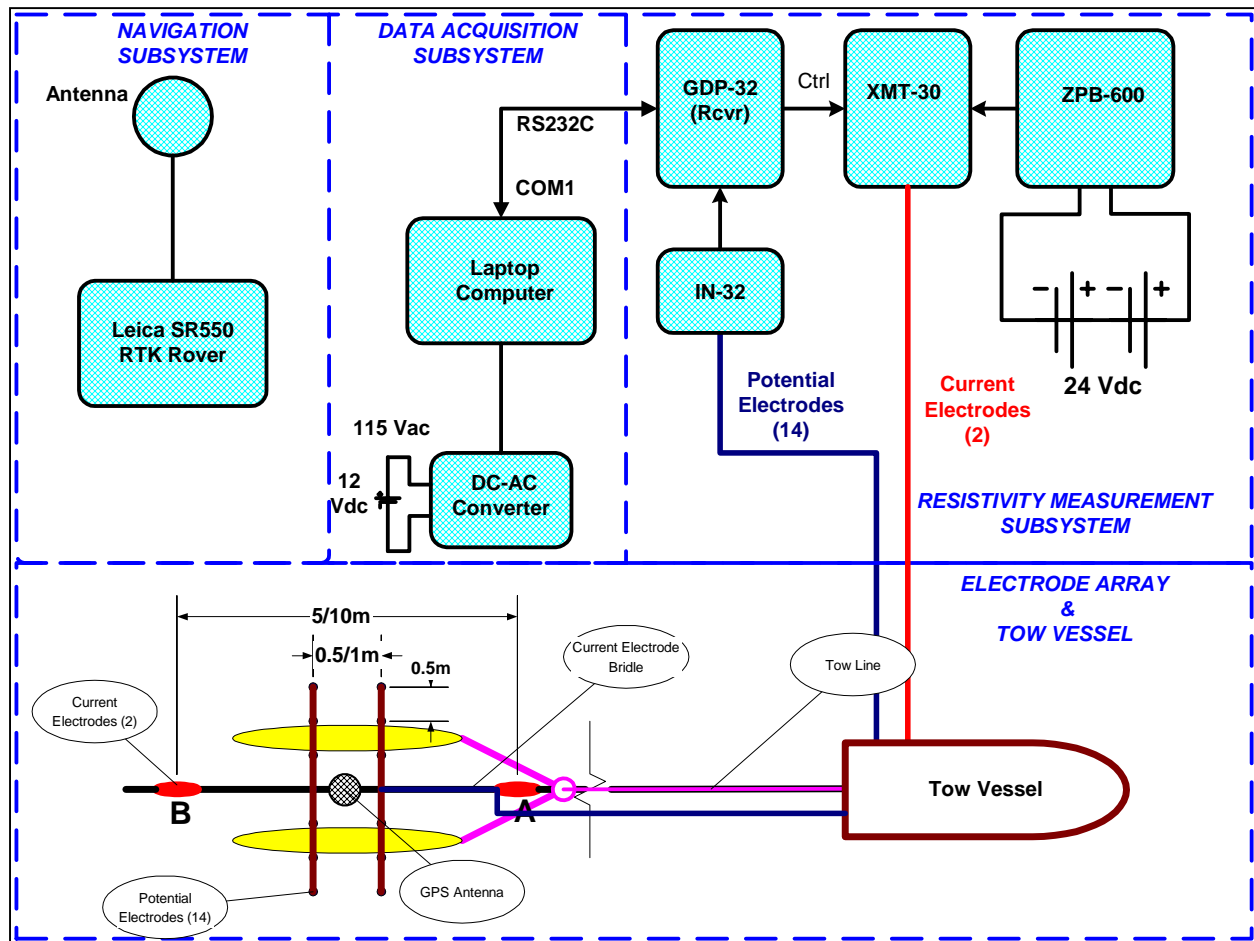 NAVIGATION
SUBSYSTEM
Antenna
Leica SR550
RTK Rover
DATA ACQUISITION
SUBSYSTEM
RS232C
COM1
Laptop
Computer
115 Vac
12
Vdc
DC-AC
Converter
GDP-32
(Rcvr)
Ctrl
XMT-30
ZPB-600
IN-32
- + - +
24 Vdc
Potential
Electrodes
(14)
Current
Electrodes
(2)
RESISTIVITY MEASUREMENT
SUBSYSTEM
ELECTRODE ARRAY
&
TOW VESSEL
5/10m
0.5/1m
0.5m
Current Electrode
Bridle
Tow Line
Current
Electrodes (2)
B
A
Tow Vessel
GPS Antenna
Potential
Electrodes (14)